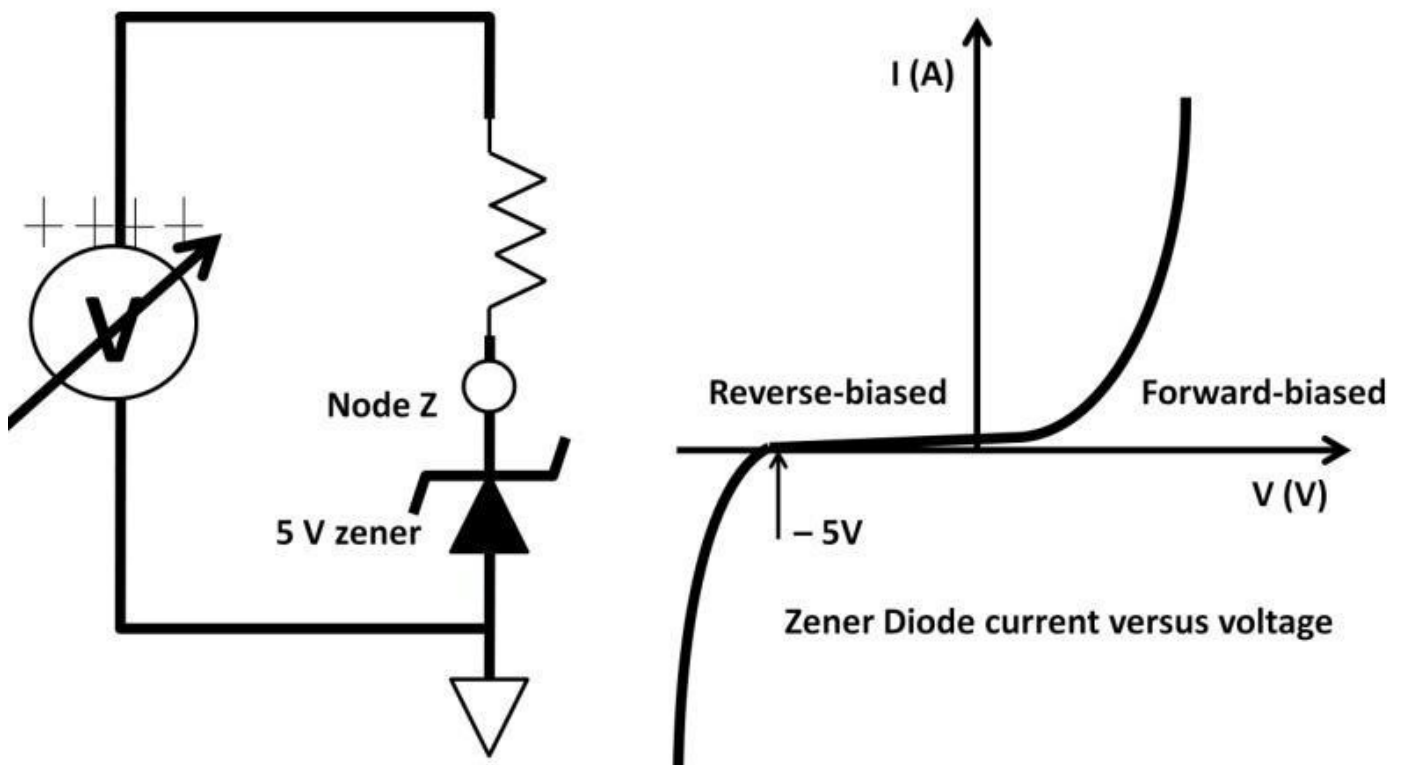 V
Node Z
5 V zener
I (A)
Reverse-biased
Forward-biased
V (V)
– 5V
Zener Diode current versus voltage